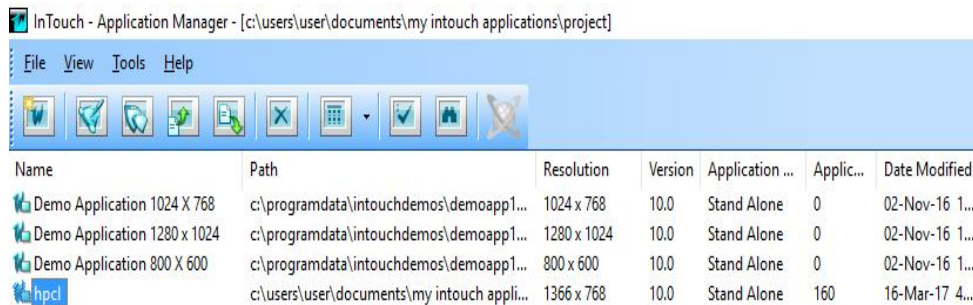 InTouch - Application Manager - [c:\users\user\documents\my intouch applications\project]
File View Tools Help
Name Path Resolution Version Application ... Applic... Date Modified
Demo Application 1024 X 768 c:\programdata\intouchdemos\demoapp1... 1024 x 768 10.0 Stand Alone 0 02-Nov-16 1...
Demo Application 1280 x 1024 c:\programdata\intouchdemos\demoapp1... 1280 x 1024 10.0 Stand Alone 0 02-Nov-16 1...
Demo Application 800 X 600 c:\programdata\intouchdemos\demoapp1... 800 x 600 10.0 Stand Alone 0 02-Nov-16 1...
hpcl c:\users\user\documents\my intouch appli... 1366 x 768 10.0 Stand Alone 160 16-Mar-17 4...